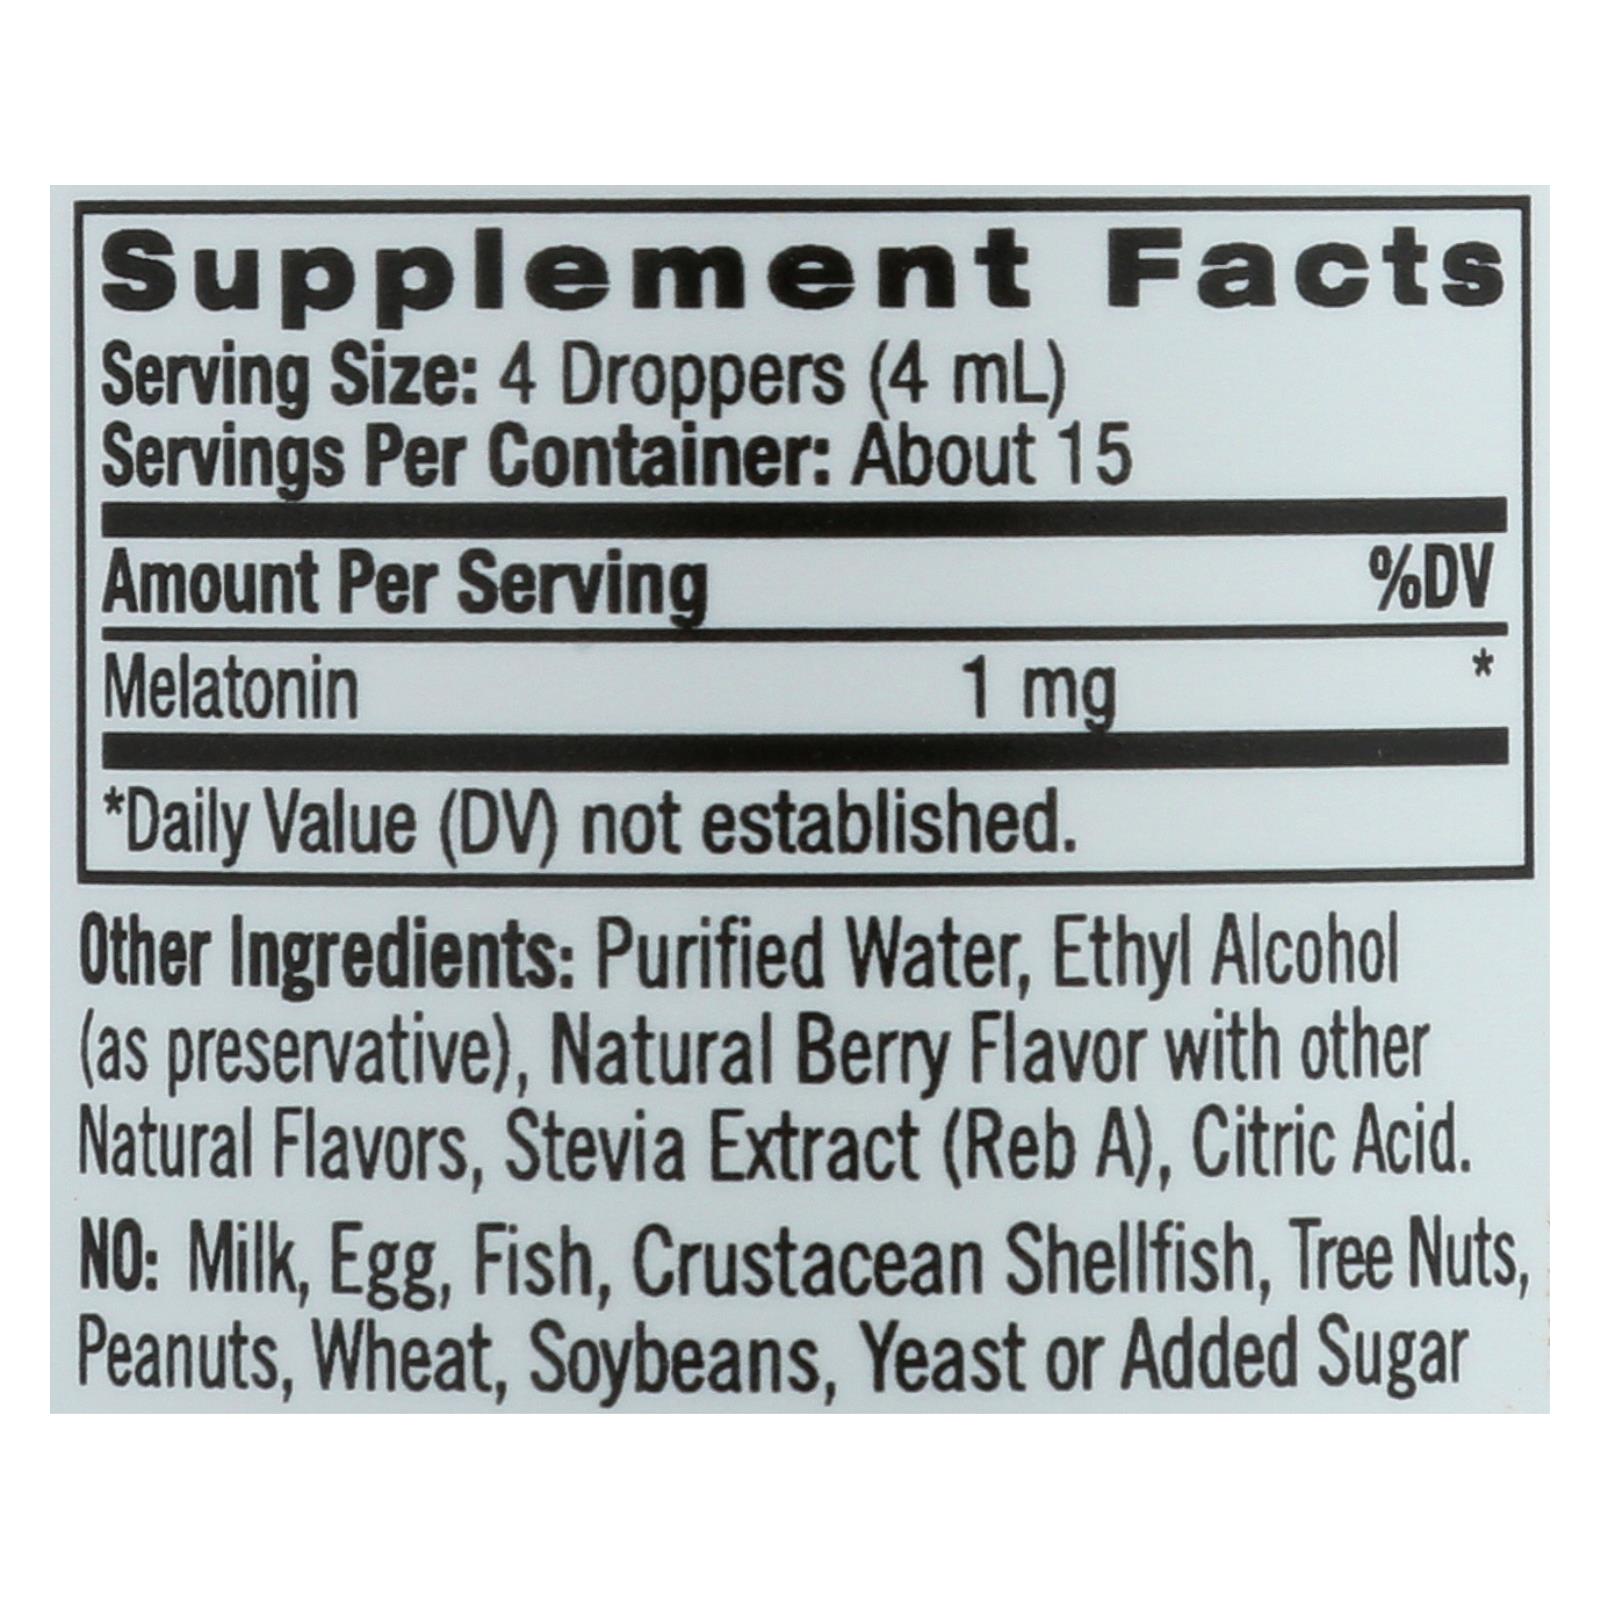 Supplement Facts
Serving Size: 4 Droppers (4 mL)
Servings Per Container: About 15
Amount Per Serving %DV
Melatonin 1 mg *
*Daily Value (DV) not established.
Other Ingredients: Purified Water, Ethyl Alcohol
(as preservative), Natural Berry Flavor with other
Natural Flavors, Stevia Extract (Reb A), Citric Acid.
NO: Milk, Egg, Fish, Crustacean Shellfish, Tree Nuts,
Peanuts, Wheat, Soybeans, Yeast or Added Sugar